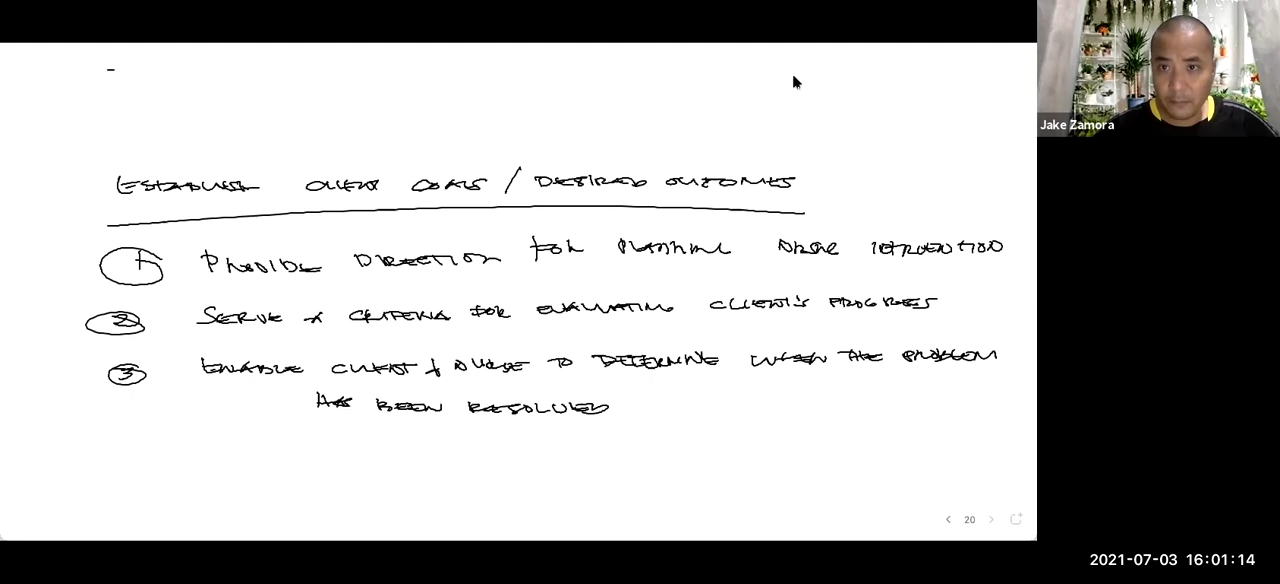 Jake Zamora
ESTABLISH CLIENT GOALS / DESIRED OUTCOMES
1 PROVIDE DIRECTION FOR PLANNING NURSE INTERVENTION
2 SERVE AS CRITERIA FOR EVALUATING CLIENT'S PROGRESS
3 ENABLE CLIENT & NURSE TO DETERMINE WHEN THE PROBLEM
HAS BEEN RESOLVED
20
2021-07-03 16:01:14